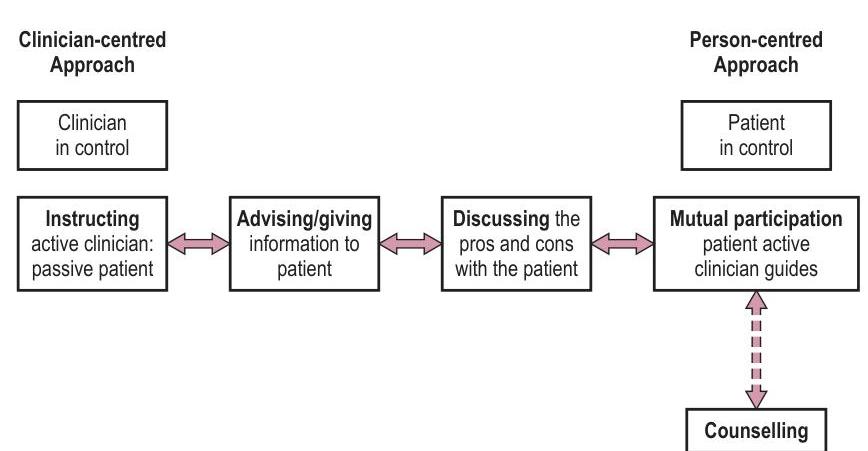 Clinician-centred
Approach
Person-centred
Approach
Clinician
in control
Patient
in control
Instructing
active clinician:
passive patient
Advising/giving
information to
patient
Discussing the
pros and cons
with the patient
Mutual participation
patient active
clinician guides
Counselling